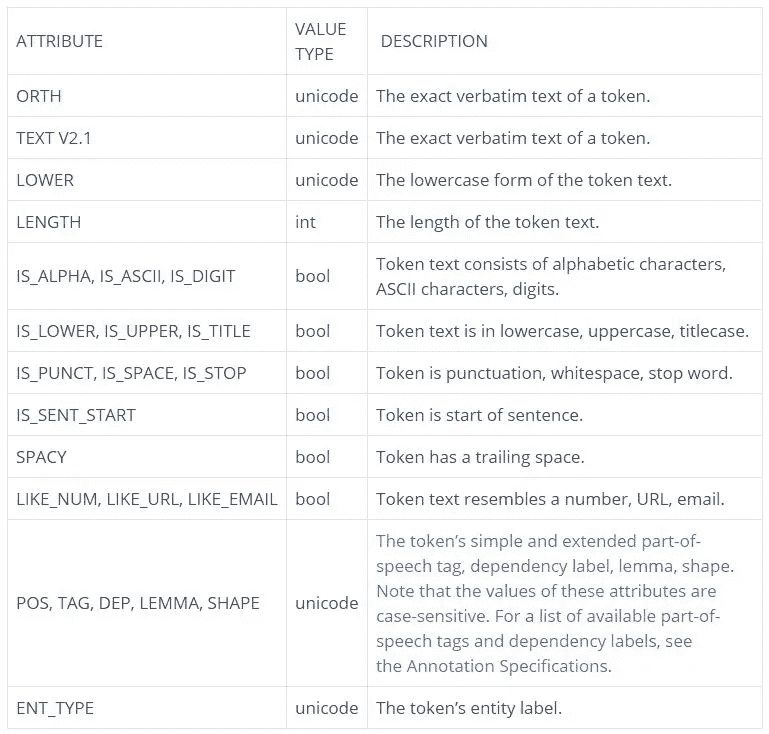 ATTRIBUTE VALUE TYPE DESCRIPTION
ORTH unicode The exact verbatim text of a token.
TEXT V2.1 unicode The exact verbatim text of a token.
LOWER unicode The lowercase form of the token text.
LENGTH int The length of the token text.
IS_ALPHA, IS_ASCII, IS_DIGIT bool Token text consists of alphabetic characters,
ASCII characters, digits.
IS_LOWER, IS_UPPER, IS_TITLE bool Token text is in lowercase, uppercase, titlecase.
IS_PUNCT, IS_SPACE, IS_STOP bool Token is punctuation, whitespace, stop word.
IS_SENT_START bool Token is start of sentence.
SPACY bool Token has a trailing space.
LIKE_NUM, LIKE_URL, LIKE_EMAIL bool Token text resembles a number, URL, email.
POS, TAG, DEP, LEMMA, SHAPE unicode The token’s simple and extended part-of-
speech tag, dependency label, lemma, shape.
Note that the values of these attributes are
case-sensitive. For a list of available part-of-
speech tags and dependency labels, see
the Annotation Specifications.
ENT_TYPE unicode The token’s entity label.